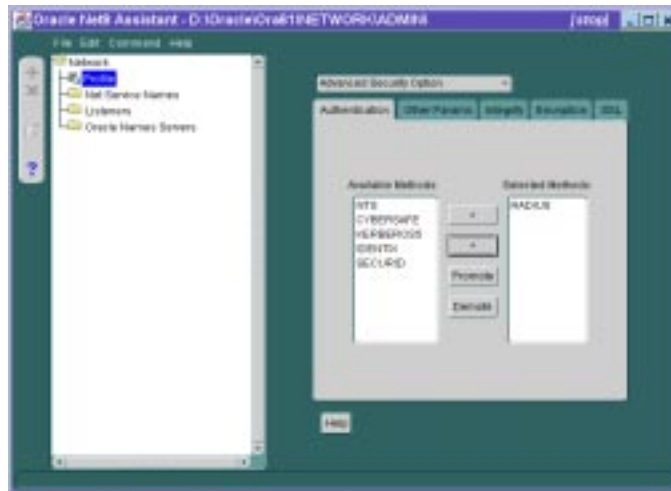 Oracle Net8 Assistant - D:\Oracle\Ora81\NETWORK\ADMIN\
File Edit Command Help
Network
Profile
Net Service Names
Listeners
Oracle Names Servers
Advanced Security Option
Authentication Other Params Integrity Encryption SSL
Available Methods: Selected Methods:
NTS
CYBERSAFE
KERBEROS5
IDENTIX
SECURID
RADIUS
<
>
Promote
Demote
Help